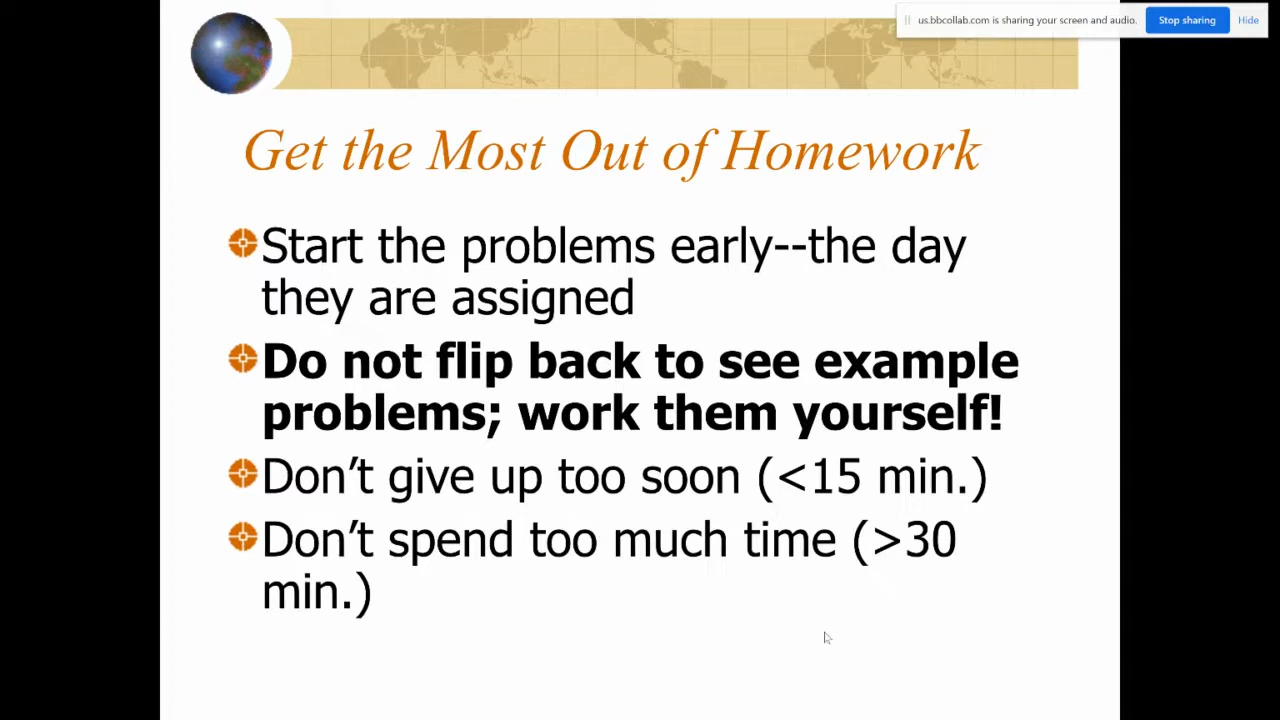 us.bbcollab.com is sharing your screen and audio. Stop sharing Hide
Get the Most Out of Homework
Start the problems early--the day
they are assigned
Do not flip back to see example
problems; work them yourself!
Don’t give up too soon (<15 min.)
Don’t spend too much time (>30
min.)